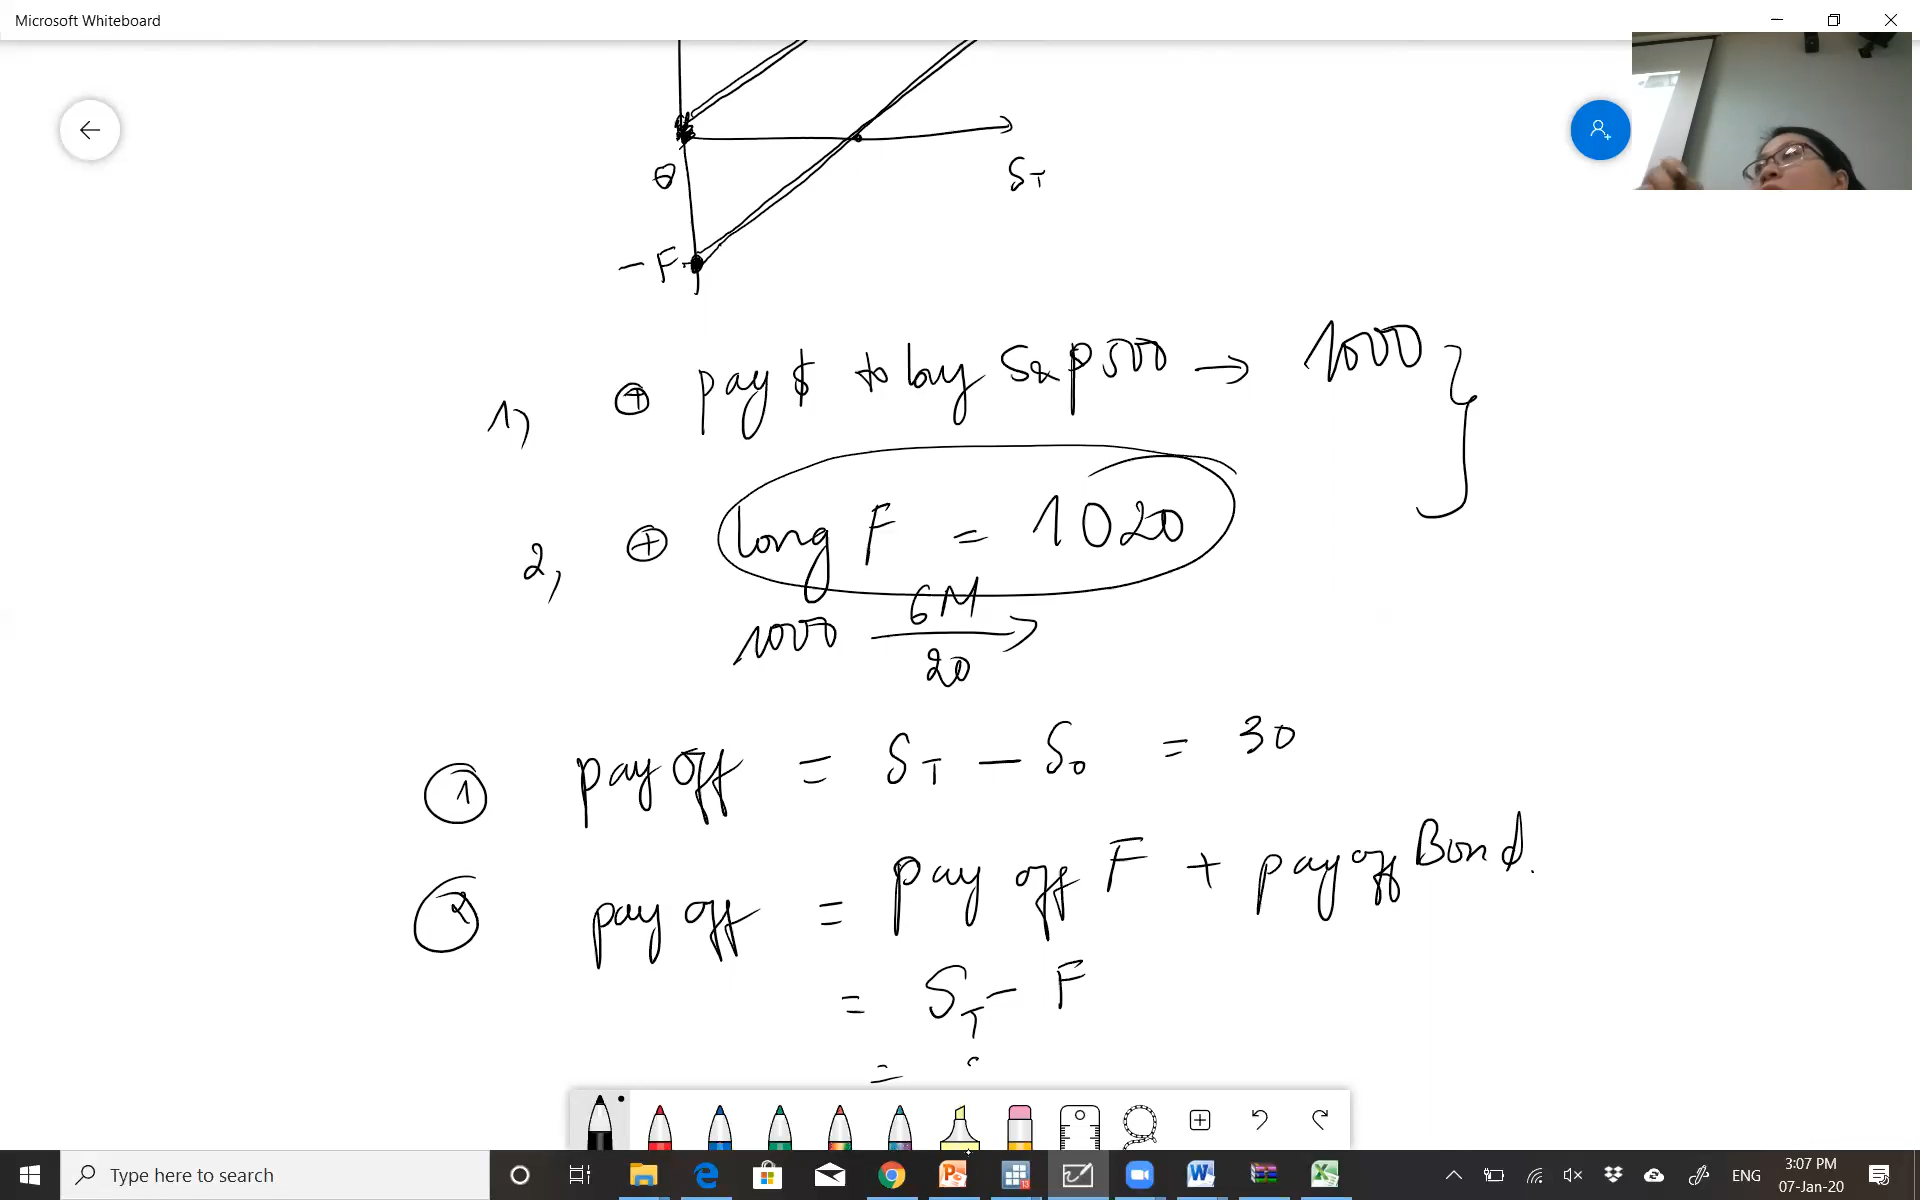 Microsoft Whiteboard
0
S_T
- F
1) ⊕ pay $ to buy S&P500 → 1000
2, ⊕ long F = 1020
1000 6M →
20
① pay off = S_T - S_0 = 30
② pay off = pay off F + pay off Bond.
= S_T - F
=
Type here to search
ENG
3:07 PM
07-Jan-20